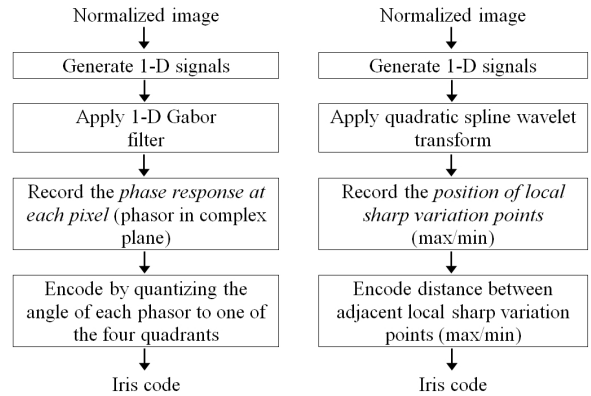 Normalized image
Generate 1-D signals
Apply 1-D Gabor
filter
Record the phase response at
each pixel (phasor in complex
plane)
Encode by quantizing the
angle of each phasor to one of
the four quadrants
Iris code
Normalized image
Generate 1-D signals
Apply quadratic spline wavelet
transform
Record the position of local
sharp variation points
(max/min)
Encode distance between
adjacent local sharp variation
points (max/min)
Iris code